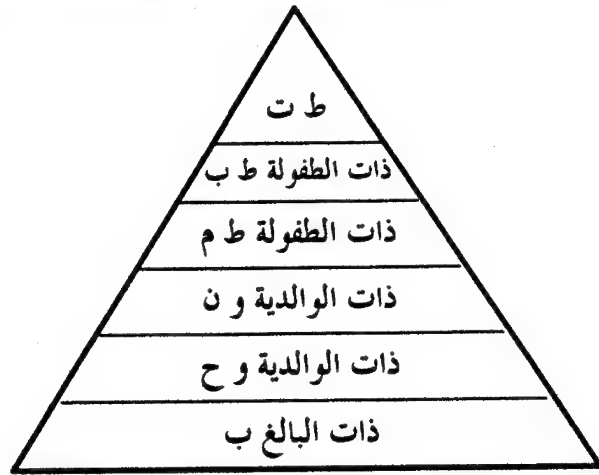 ط ت
ذات الطفولة ط ب
ذات الطفولة ط م
ذات الوالدية و ن
ذات الوالدية و ح
ذات البالغ ب